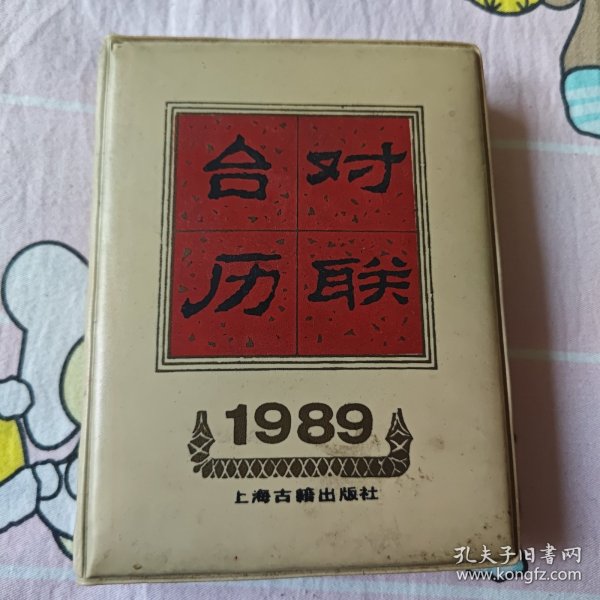 对联
台历
1989
上海古籍出版社
孔夫子旧书网
www.kongfz.com